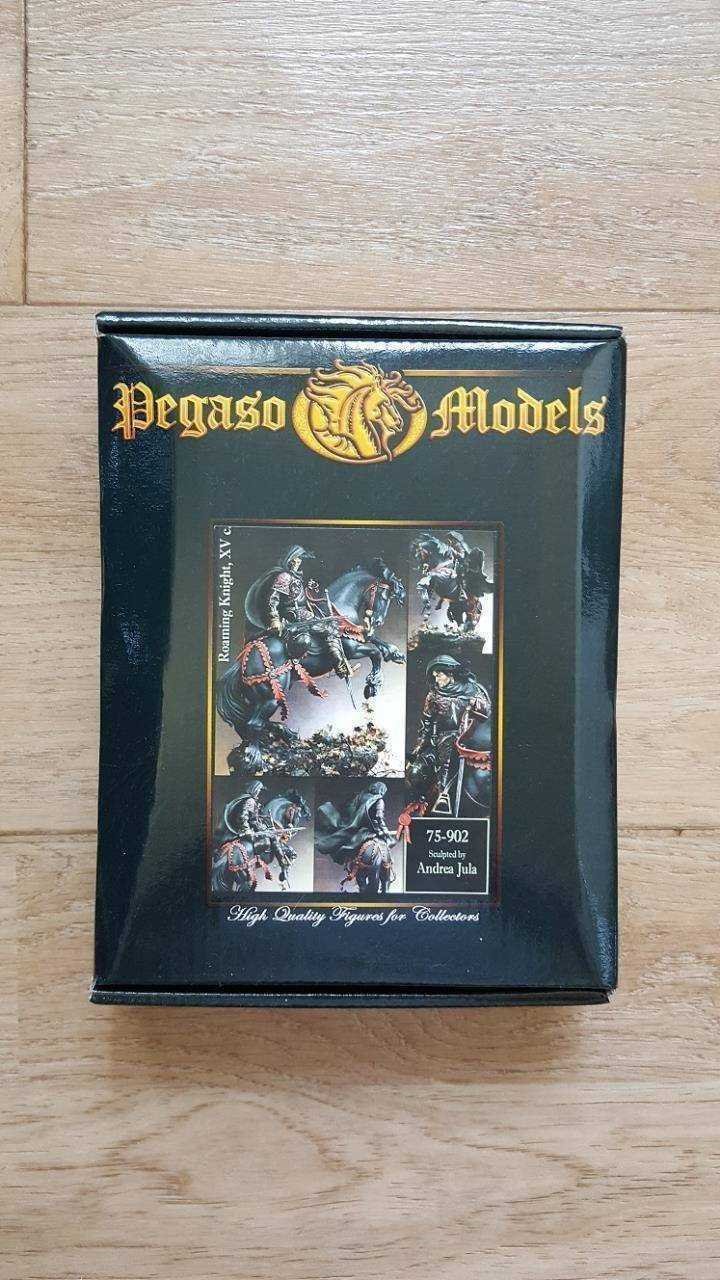 Pegaso Models
Roaming Knight, XV c.
75-902
Sculpted by
Andrea Jula
High Quality Figures for Collectors